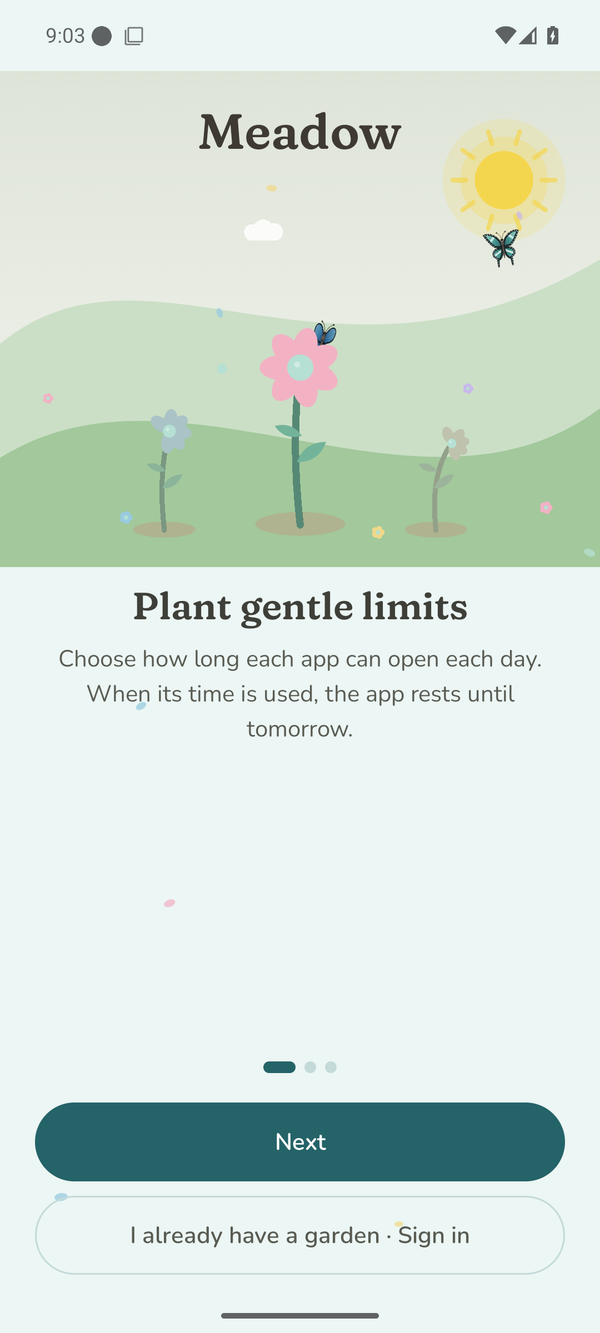 9:03
Meadow
Plant gentle limits
Choose how long each app can open each day.
When its time is used, the app rests until
tomorrow.
Next
I already have a garden · Sign in